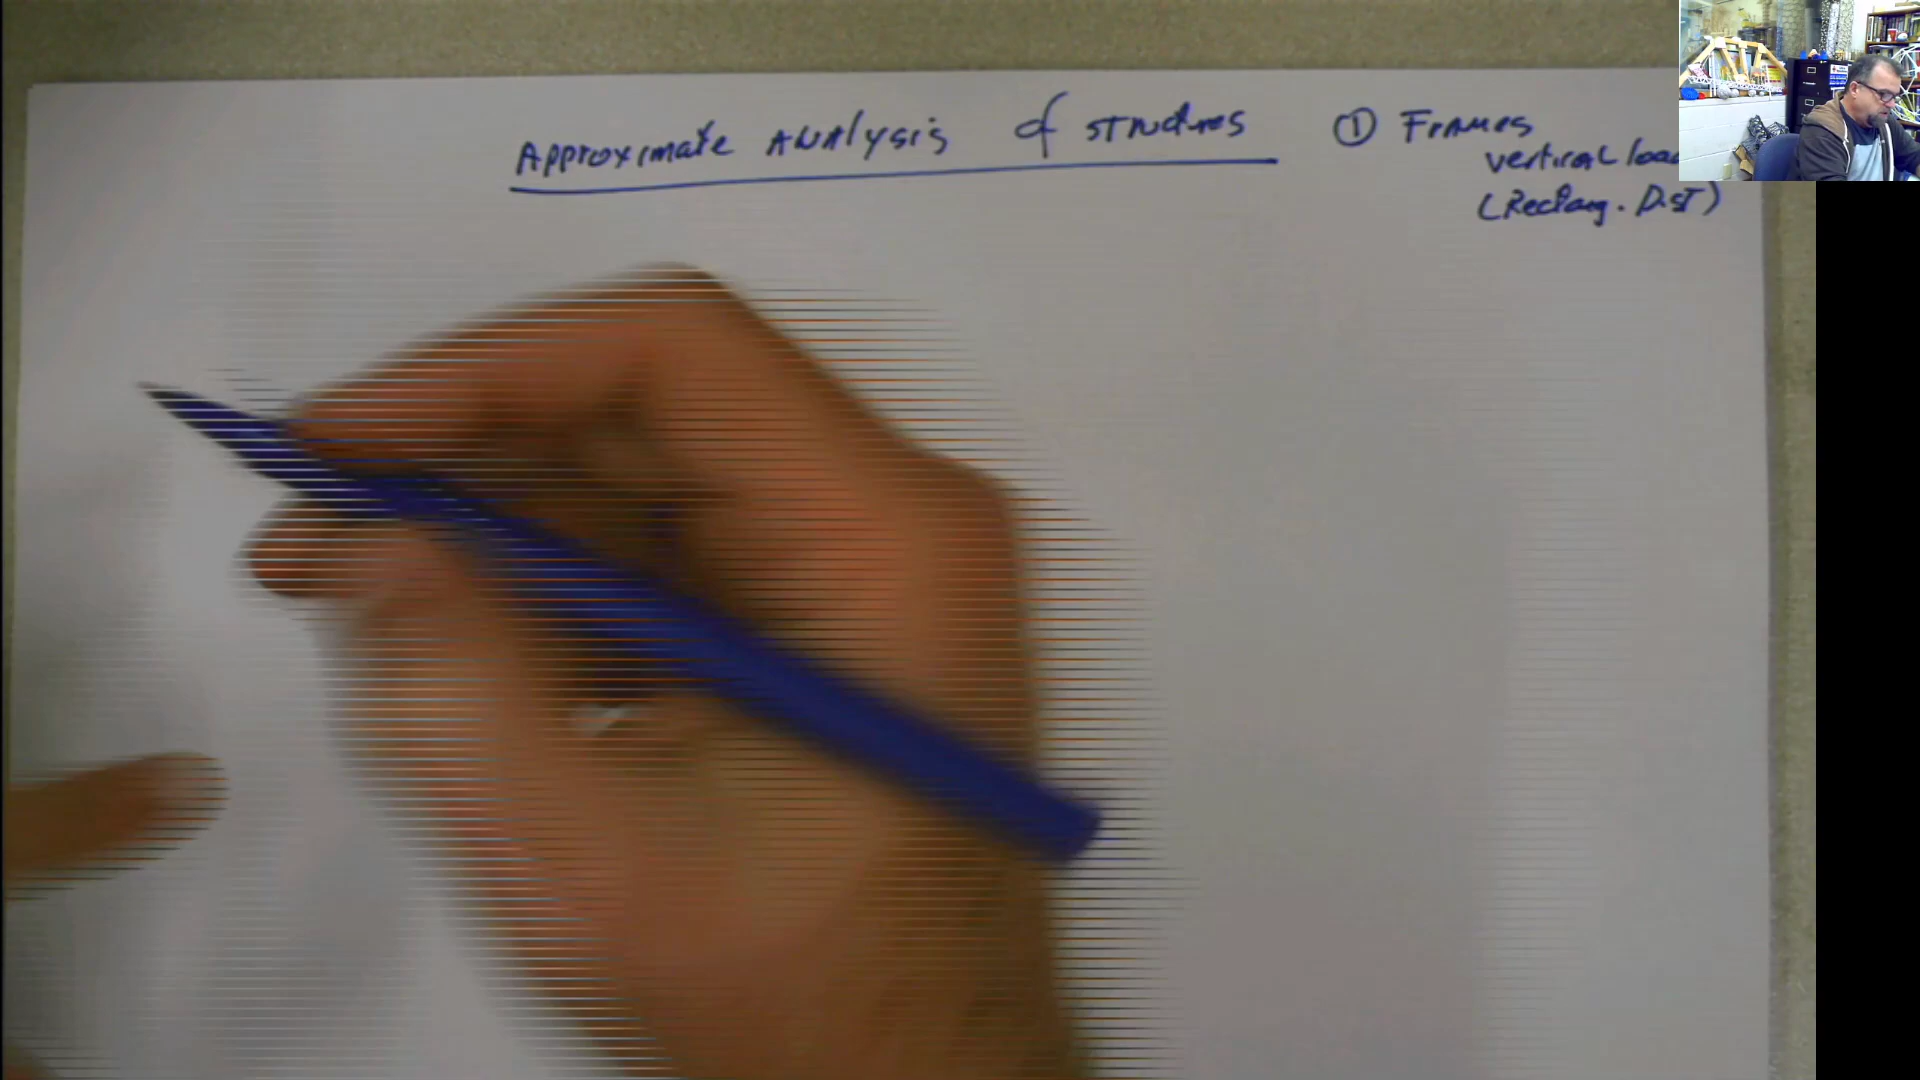 Approximate Analysis of structures
① Frames
vertical loa
(Rectang. Dist)